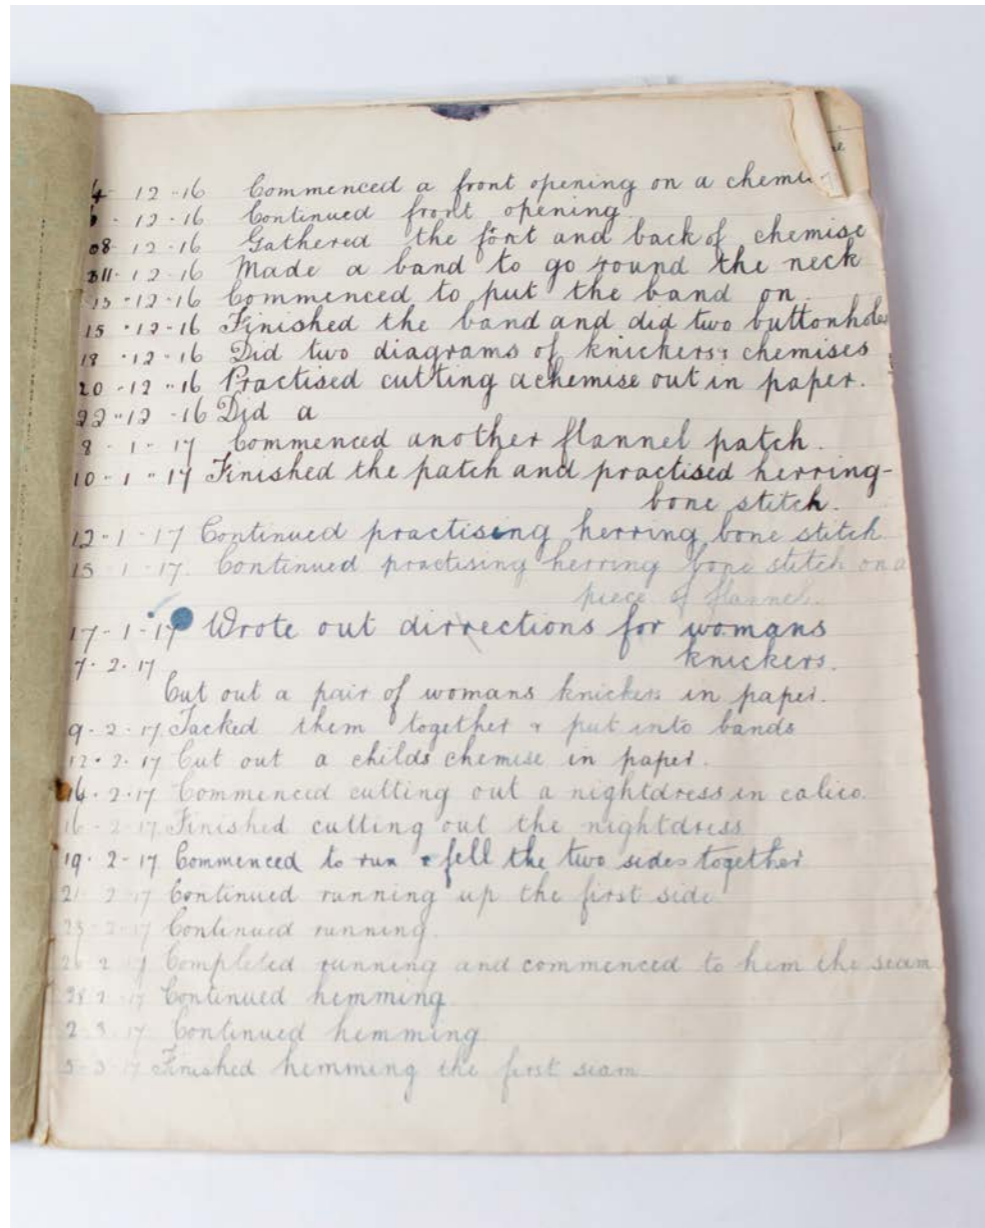 4- 12 -16 Commenced a front opening on a
6 - 12 - 16 Continued front opening.
08- 12 - 16 Gathered the font and back of chemise
11- 12 - 16 Made a band to go round the neck
13 - 12 - 16 Commenced to put the band on
15 - 12 - 16 Finished the band and did two buttonholes
18 - 12 - 16 Did two diagrams of knickers & chemises
20 - 12 - 16 Practised cutting a chemise out in paper.
22 - 12 - 16 Did a
8 - 1 - 17 Commenced another flannel patch.
10 - 1 - 17 Finished the patch and practised herring-
bone stitch.
12 - 1 - 17 Continued practising herring bone stitch
15 - 1 - 17. Continued practising herring bone stitch on a
piece of flannel.
17 - 1 - 17 Wrote out dirrections for womans
knickers.
7. 2. 17
Cut out a pair of womans knickers in paper.
9. 2. 17 Tacked them together & put into bands
12. 2. 17 Cut out a childs chemise in paper.
14. 2. 17 Commenced cutting out a nightdress in calico.
16 - 2 - 17 Finished cutting out the nightdress
19. 2 - 17 Commenced to run & fell the two sides together
21 2 17 Continued running up the first side
23 - 2 - 17 Continued running.
26 2 17 Completed running and commenced to hem the seam
28 2 17 Continued hemming
2 3 17 Continued hemming
5 - 3 - 17 Finished hemming the first seam